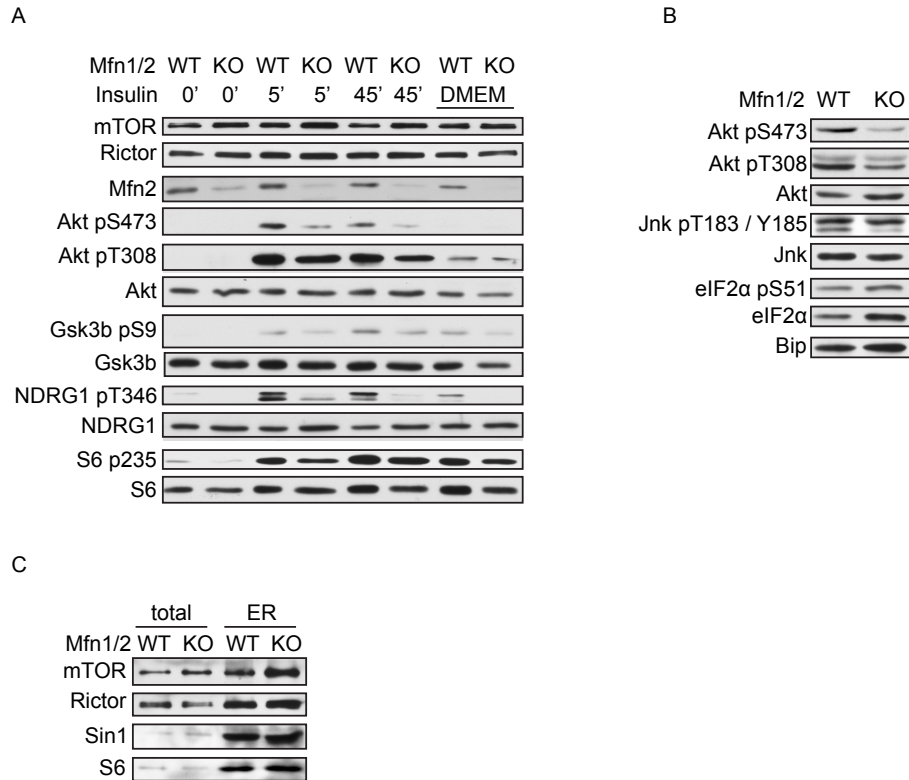 A
Mfn1/2 WT KO WT KO WT KO WT KO
Insulin 0' 0' 5' 5' 45' 45' DMEM
mTOR
Rictor
Mfn2
Akt pS473
Akt pT308
Akt
Gsk3b pS9
Gsk3b
NDRG1 pT346
NDRG1
S6 p235
S6
B
Mfn1/2 WT KO
Akt pS473
Akt pT308
Akt
Jnk pT183 / Y185
Jnk
eIF2α pS51
eIF2α
Bip
C
total ER
Mfn1/2 WT KO WT KO
mTOR
Rictor
Sin1
S6